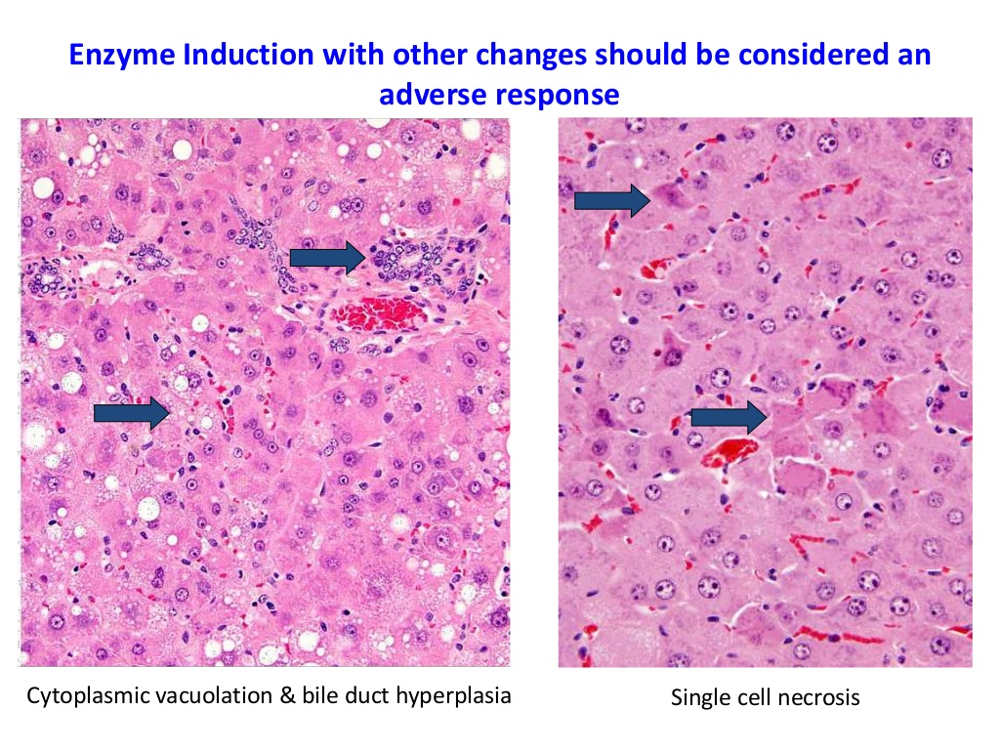 Enzyme Induction with other changes should be considered an
adverse response
Cytoplasmic vacuolation & bile duct hyperplasia
Single cell necrosis